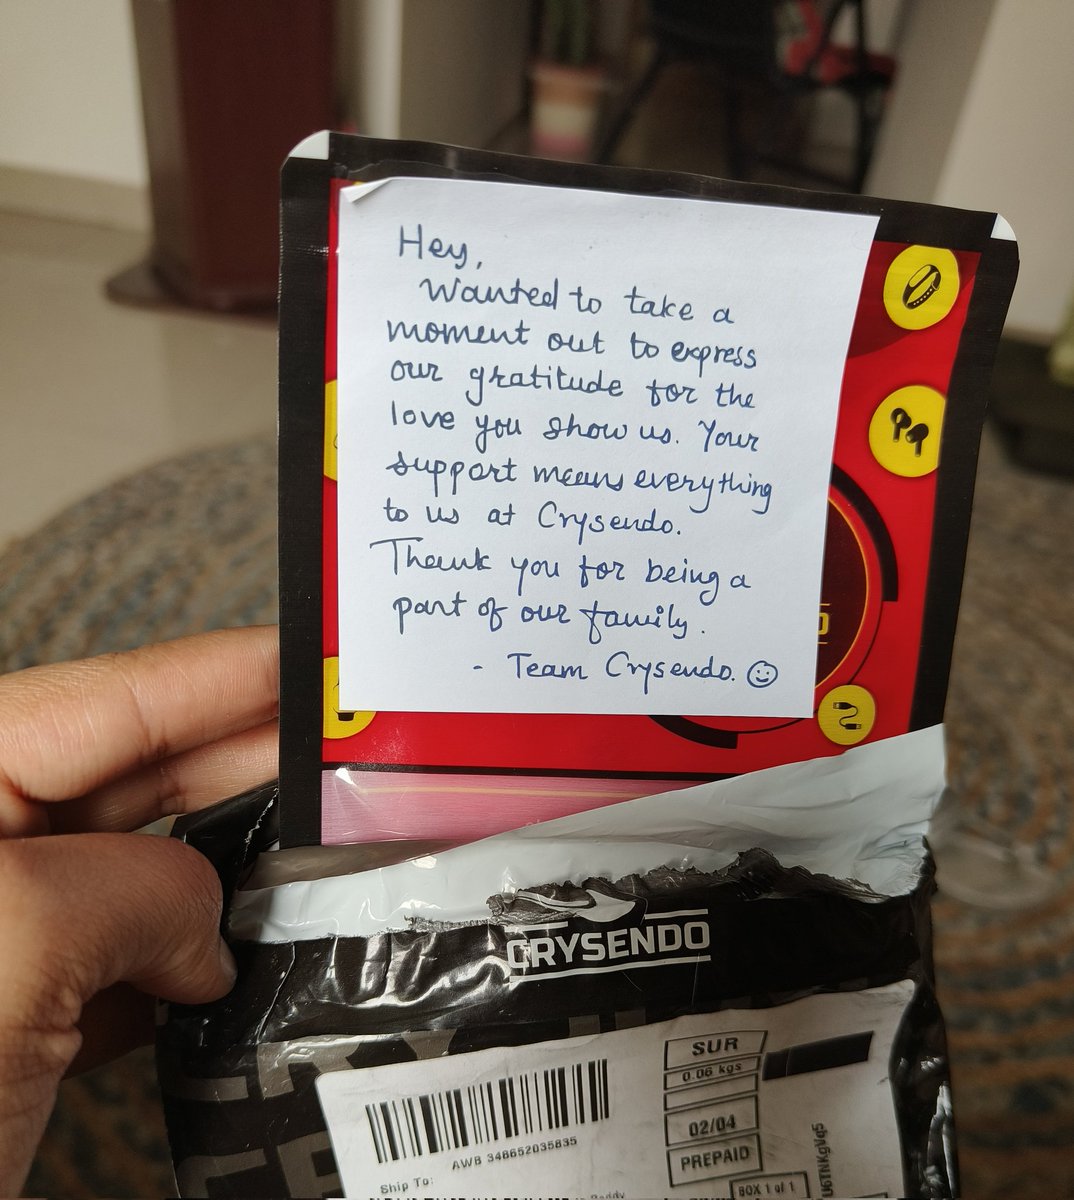 Hey,
Wanted to take a
moment out to express
our gratitude for the
love you show us. Your
support means everything
to us at Crysendo.
Thank you for being a
part of our family.
- Team Crysendo. ☺
CRYSENDO
SUR
0.06 kgs
02/04
PREPAID
BOX 1 of 1
AWB 348652035835
Ship To: